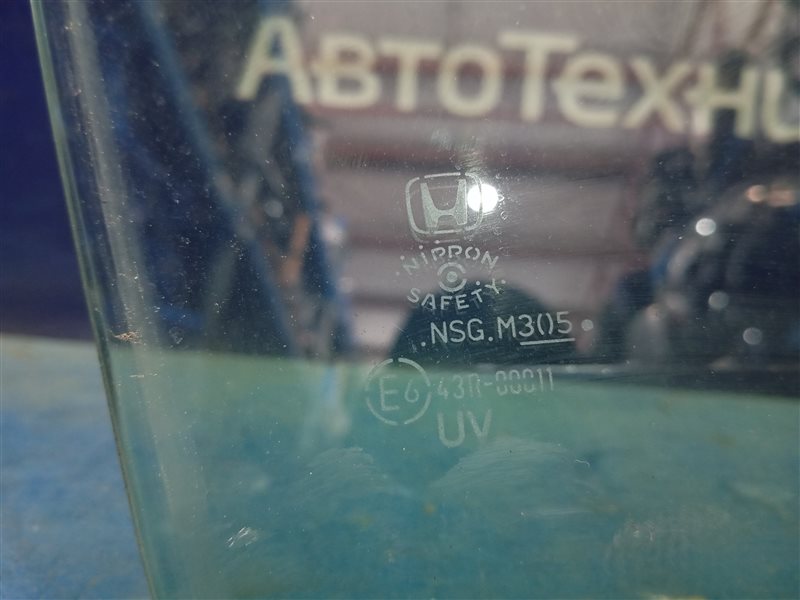 АвтоТехни
NIPPON
SAFETY
.NSG.M305
E6 43R-00011
UV